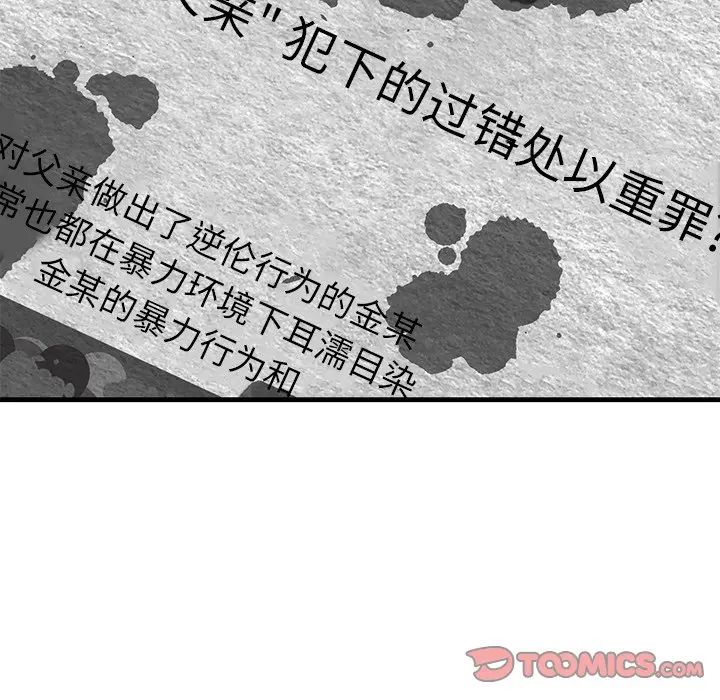 亲"犯下的过错处以重罪?
对父亲做出了逆伦行为的金某
常也都在暴力环境下耳濡目染
金某的暴力行为和
TOOMICS.COM